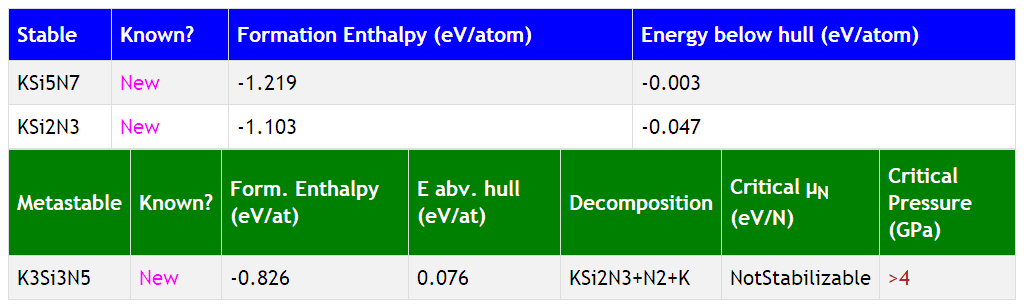 Stable Known? Formation Enthalpy (eV/atom) Energy below hull (eV/atom)
KSi5N7 New -1.219 -0.003
KSi2N3 New -1.103 -0.047
Metastable Known? Form. Enthalpy (eV/at) E abv. hull (eV/at) Decomposition Critical μN (eV/N) Critical Pressure (GPa)
K3Si3N5 New -0.826 0.076 KSi2N3+N2+K NotStabilizable >4